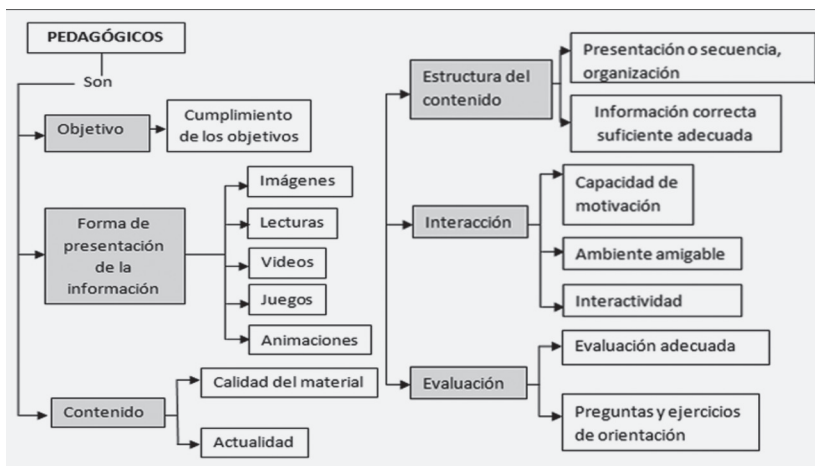 PEDAGÓGICOS
Son
Objetivo
Cumplimiento
de los objetivos
Forma de
presentación
de la
información
Imágenes
Lecturas
Videos
Juegos
Animaciones
Contenido
Calidad del material
Actualidad
Estructura del
contenido
Presentación o secuencia,
organización
Información correcta
suficiente adecuada
Interacción
Capacidad de
motivación
Ambiente amigable
Interactividad
Evaluación
Evaluación adecuada
Preguntas y ejercicios
de orientación